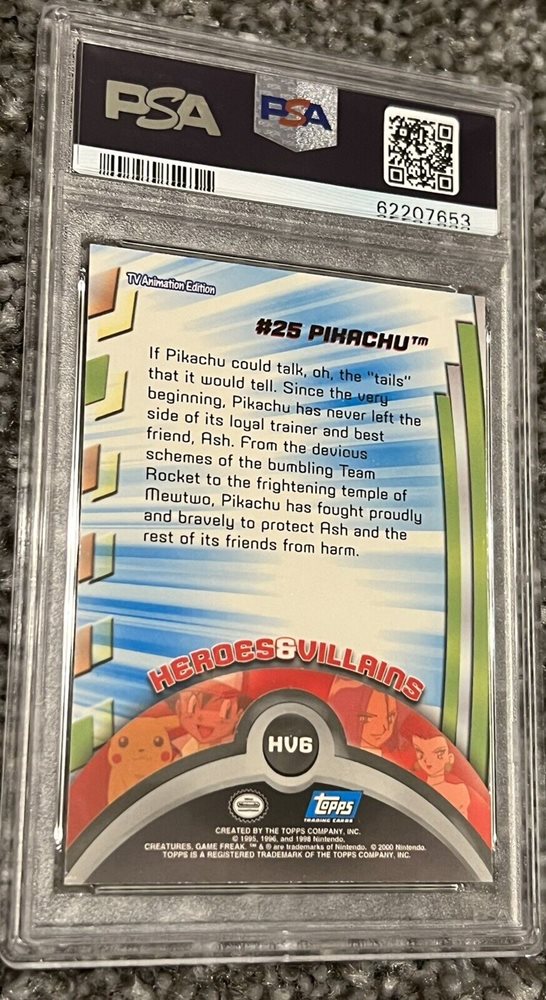 PSA
PSA
62207653
TV Animation Edition
#25 PIKACHU™
If Pikachu could talk, oh, the "tails"
that it would tell. Since the very
beginning, Pikachu has never left the
side of its loyal trainer and best
friend, Ash. From the devious
schemes of the bumbling Team
Rocket to the frightening temple of
Mewtwo, Pikachu has fought proudly
and bravely to protect Ash and the
rest of its friends from harm.
HEROES&VILLAINS
HV6
topps
TRADING CARDS
CREATED BY THE TOPPS COMPANY, INC.
© 1995, 1996, and 1998 Nintendo,
CREATURES, GAME FREAK. ™ & ® are trademarks of Nintendo. © 2000 Nintendo.
TOPPS IS A REGISTERED TRADEMARK OF THE TOPPS COMPANY, INC.